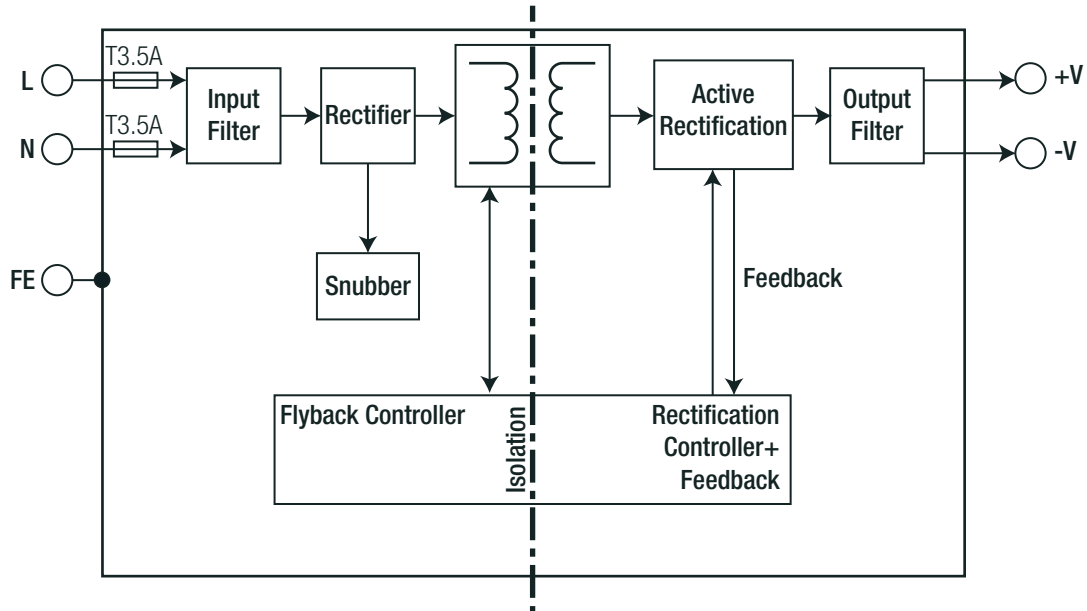 T3.5A
L
T3.5A
N
Input
Filter
Rectifier
Active
Rectification
Output
Filter
+V
-V
FE
Snubber
Feedback
Flyback Controller
Isolation
Rectification
Controller+
Feedback